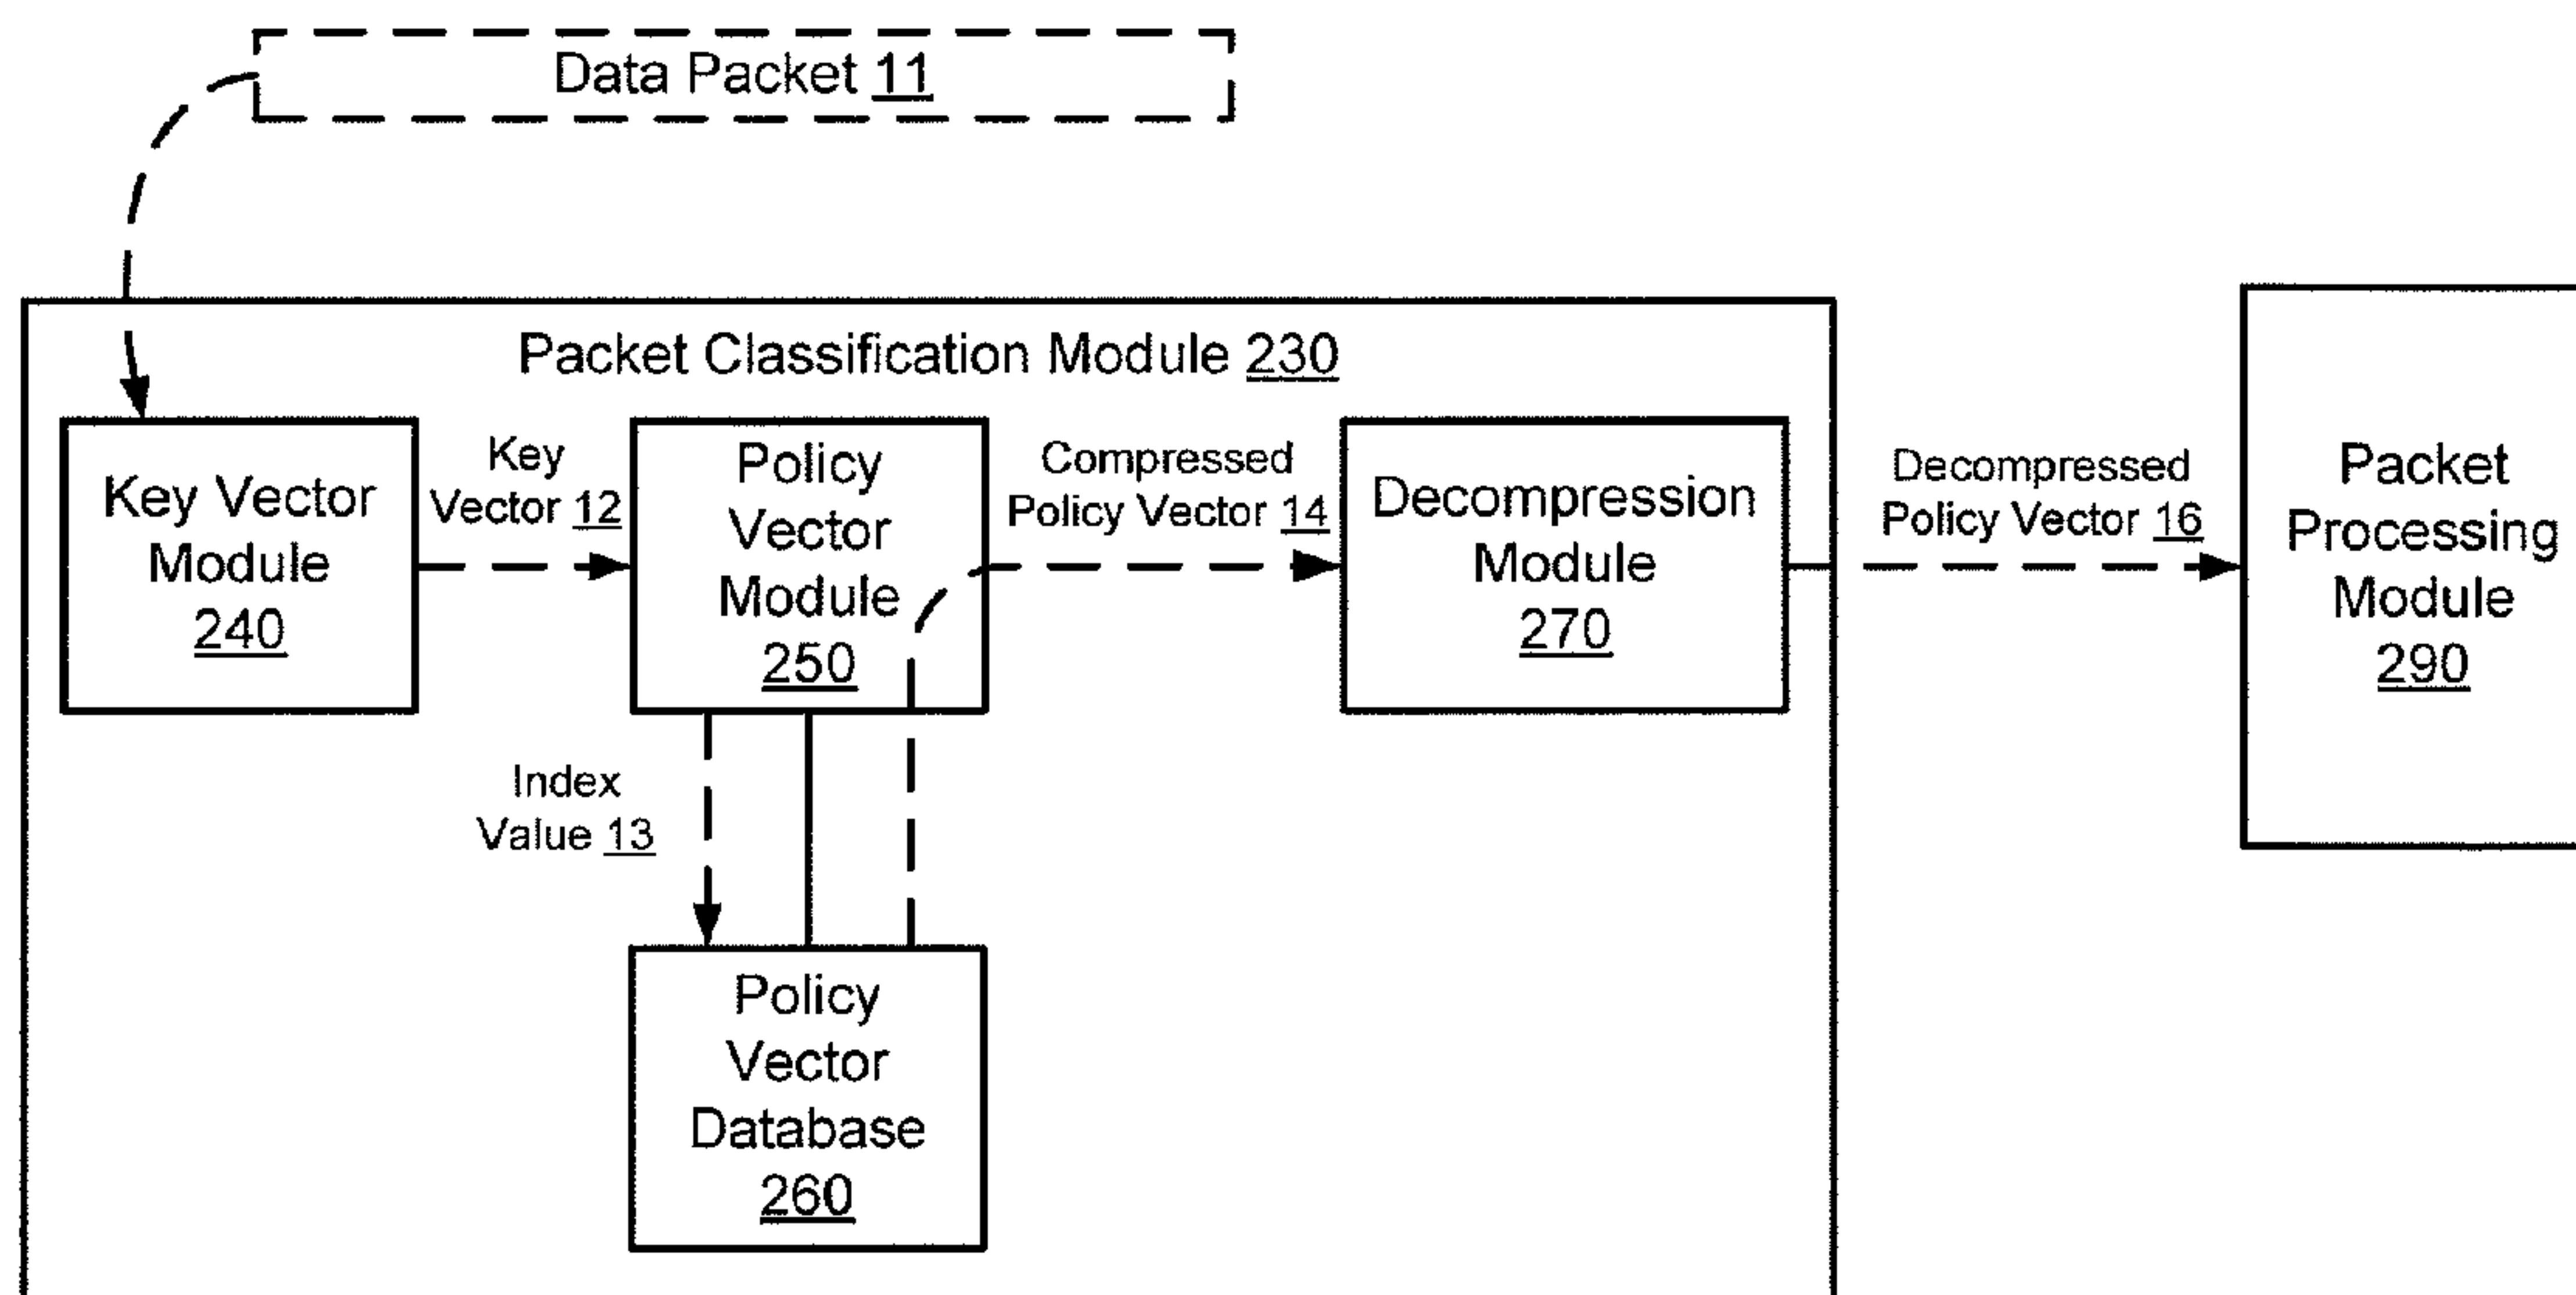 Data Packet 11
Packet Classification Module 230
Key Vector
Module
240
Key
Vector 12
Policy
Vector
Module
250
Compressed
Policy Vector 14
Decompression
Module
270
Decompressed
Policy Vector 16
Packet
Processing
Module
290
Index
Value 13
Policy
Vector
Database
260